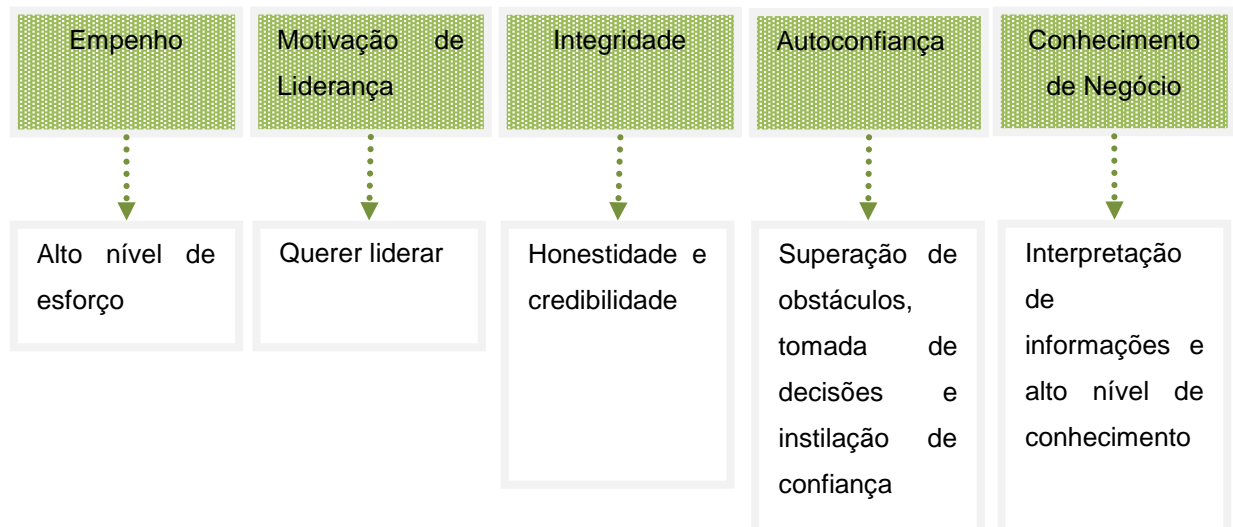 Empenho
Motivação de
Liderança
Integridade
Autoconfiança
Conhecimento
de Negócio
Alto nível de
esforço
Querer liderar
Honestidade e
credibilidade
Superação de
obstáculos,
tomada de
decisões e
instilação de
confiança
Interpretação
de
informações e
alto nível de
conhecimento